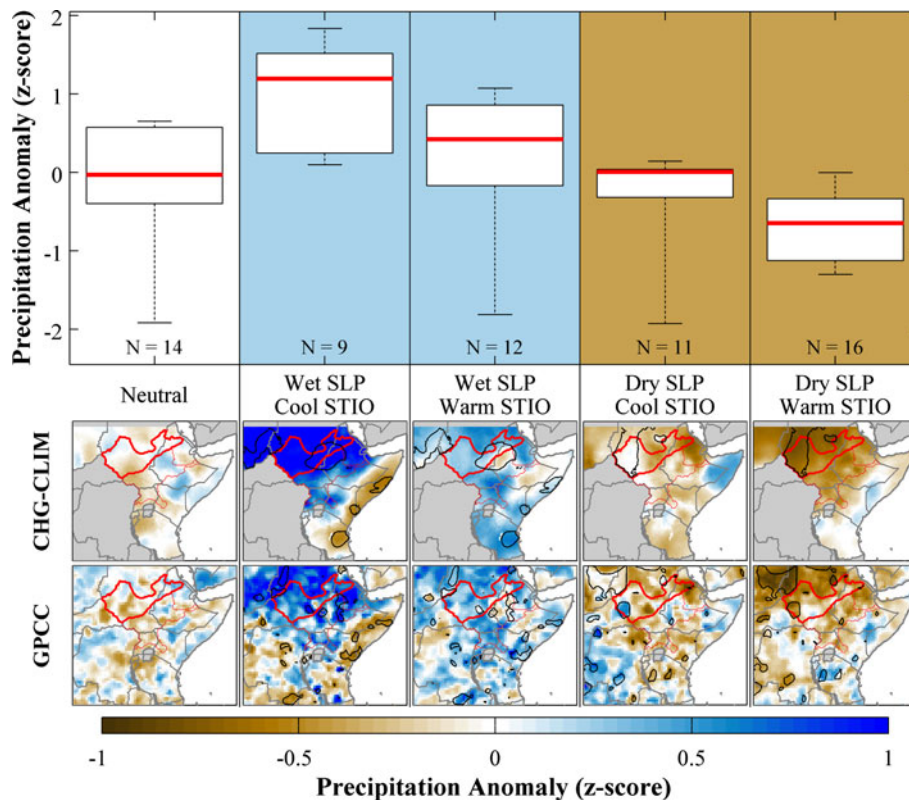 Precipitation Anomaly (z-score)
2
1
0
-1
-2
N = 14
N = 9
N = 12
N = 11
N = 16
Neutral
Wet SLP
Cool STIO
Wet SLP
Warm STIO
Dry SLP
Cool STIO
Dry SLP
Warm STIO
CHG-CLIM
GPCC
-1
-0.5
0
0.5
1
Precipitation Anomaly (z-score)